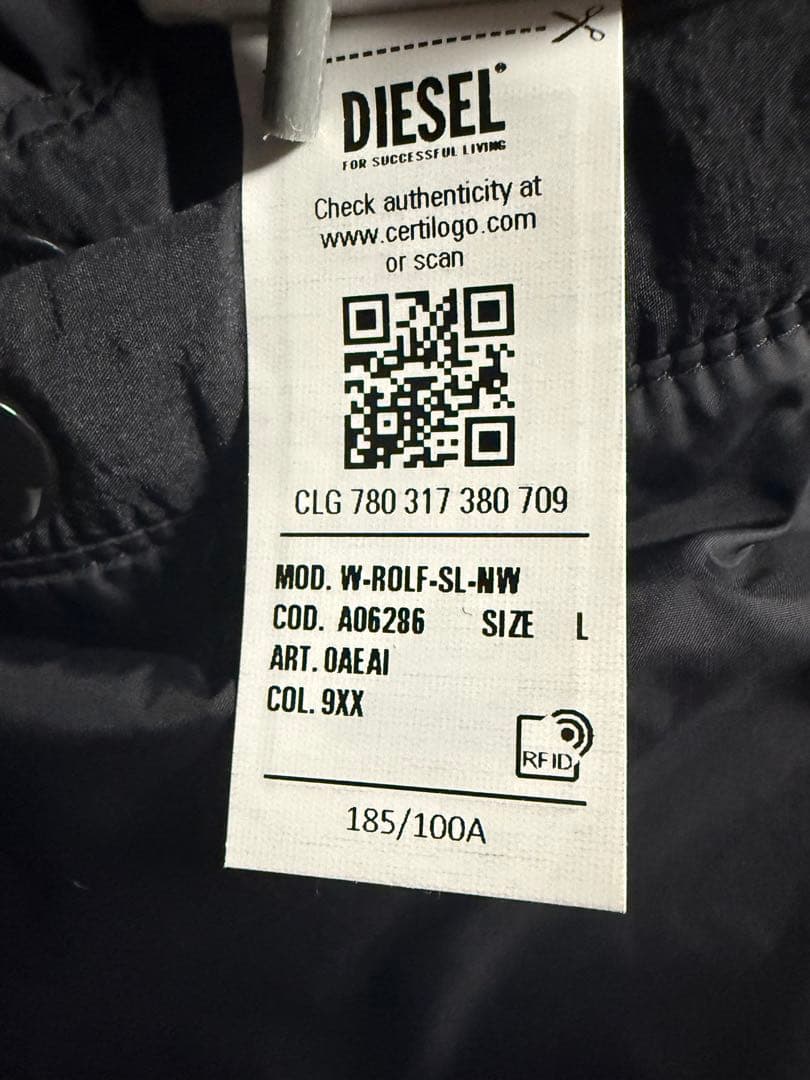 DIESEL
FOR SUCCESSFUL LIVING
Check authenticity at
www.certilogo.com
or scan
CLG 780 317 380 709
MOD. W-ROLF-SL-NW
COD. A06286 SIZE L
ART. 0AEAI
COL. 9XX
RFID
185/100A